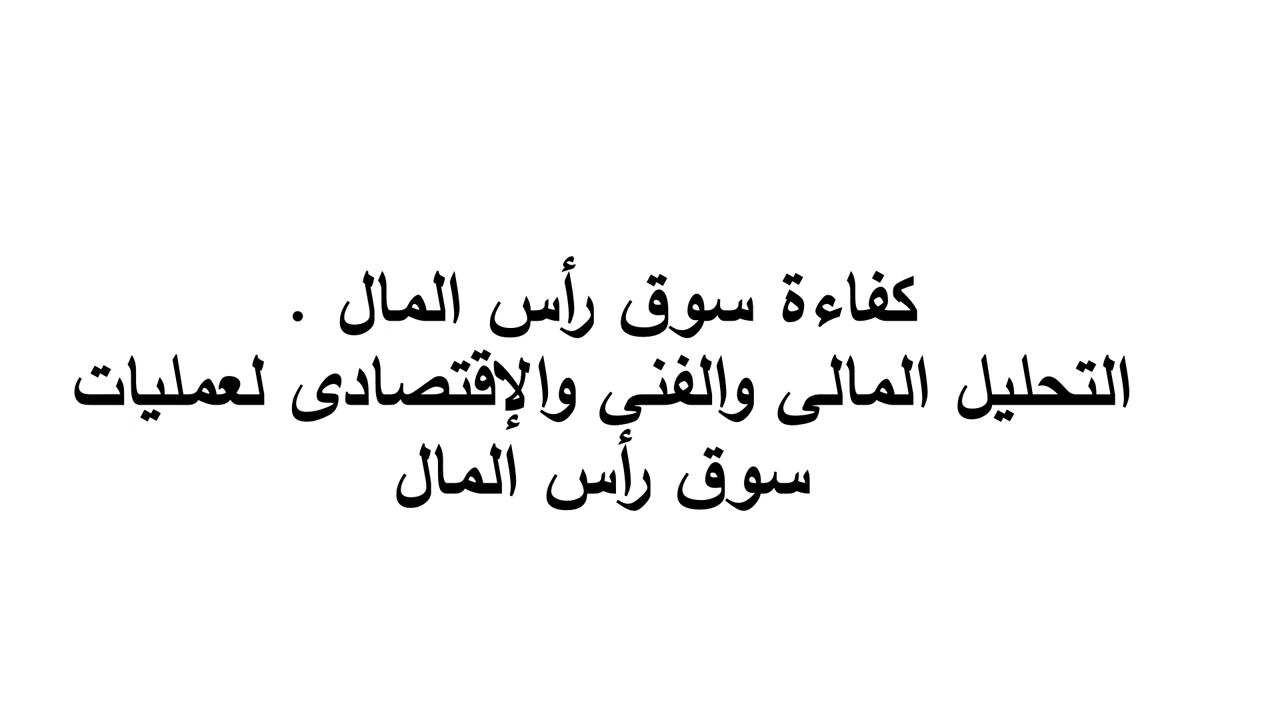 كفاءة سوق رأس المال .
التحليل المالى والفنى والإقتصادى لعمليات
سوق رأس المال